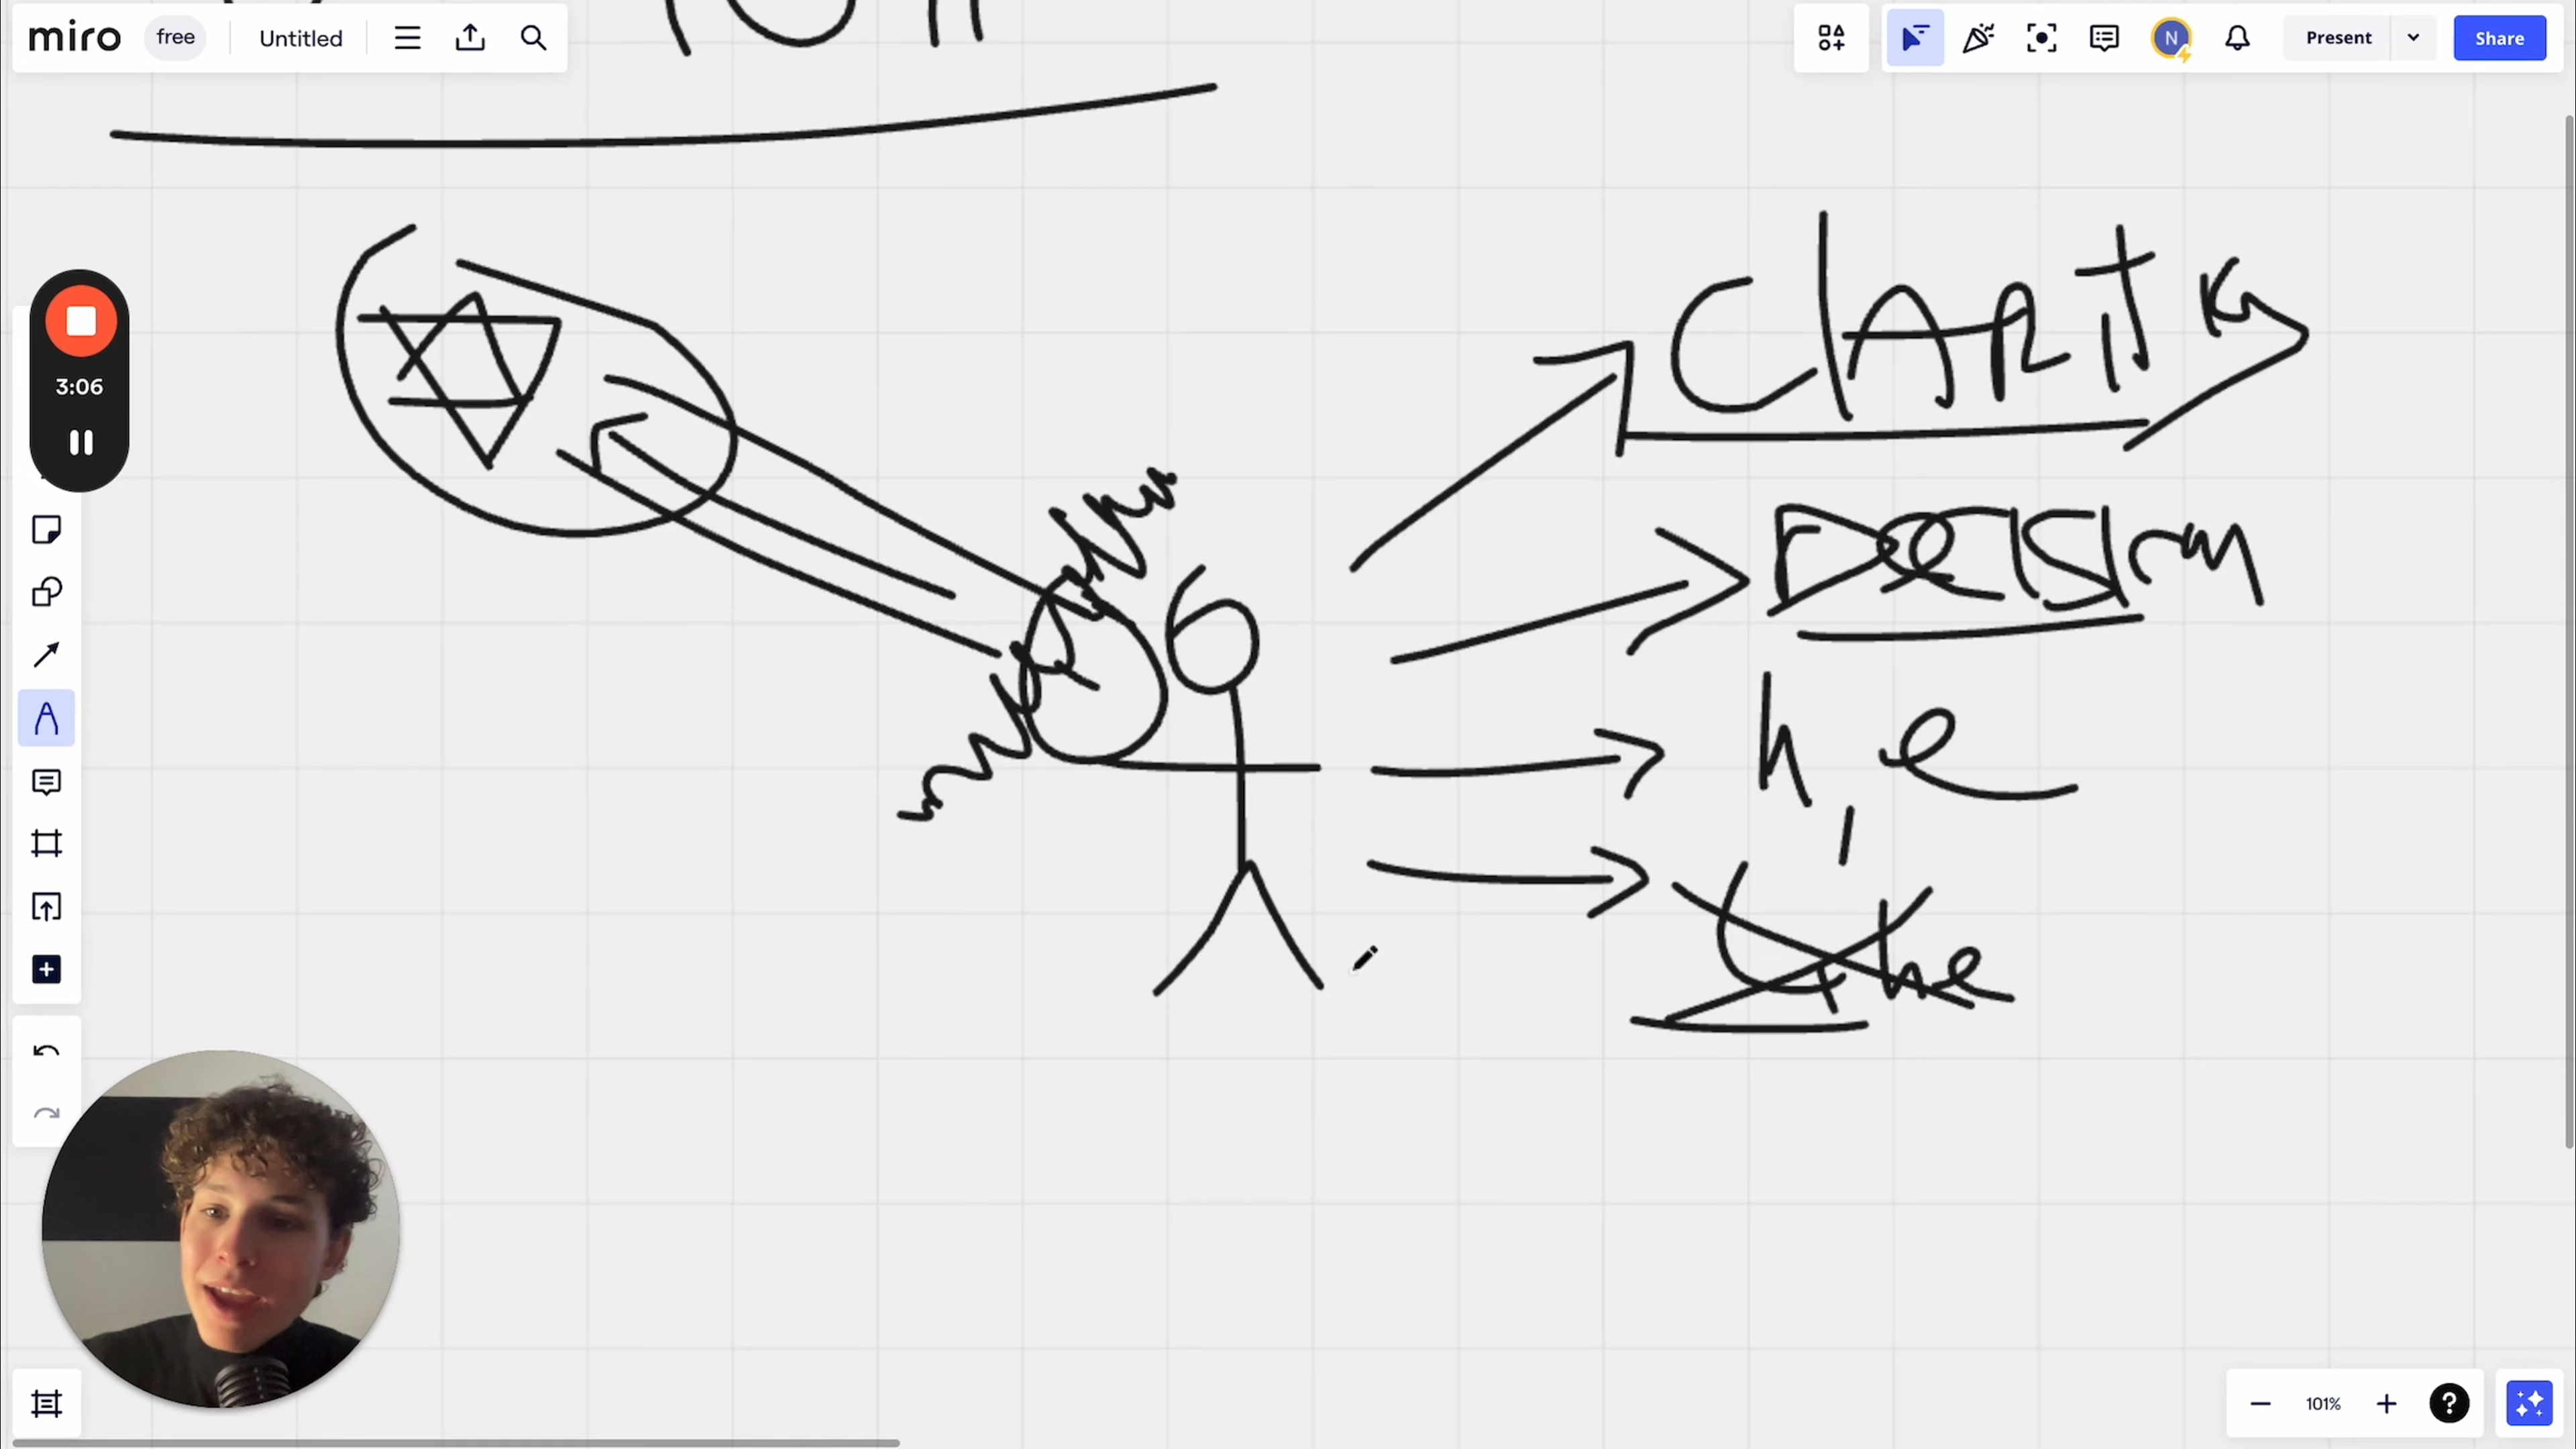 miro free Untitled
Present Share
3:06
ClARItY
DECISIon
h, e
the
N
101%
?